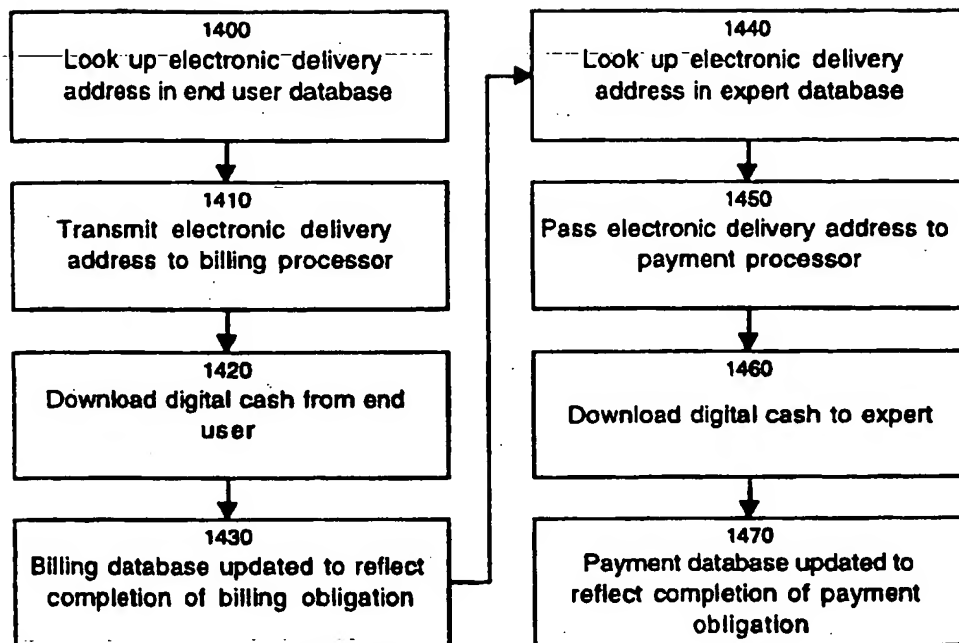 1400
Look up electronic delivery
address in end user database
1410
Transmit electronic delivery
address to billing processor
1420
Download digital cash from end
user
1430
Billing database updated to reflect
completion of billing obligation
1440
Look up electronic delivery
address in expert database
1450
Pass electronic delivery address to
payment processor
1460
Download digital cash to expert
1470
Payment database updated to
reflect completion of payment
obligation